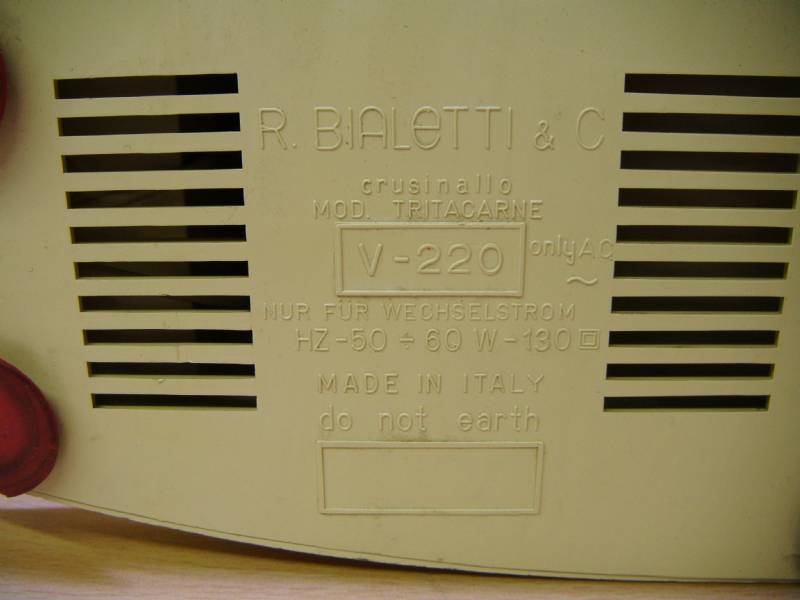 R. BIALETTI & C
crusinallo
MOD. TRITACARNE
V-220 only A.C
~
NUR FÜR WECHSELSTROM
HZ-50 ÷ 60 W-130
MADE IN ITALY
do not earth